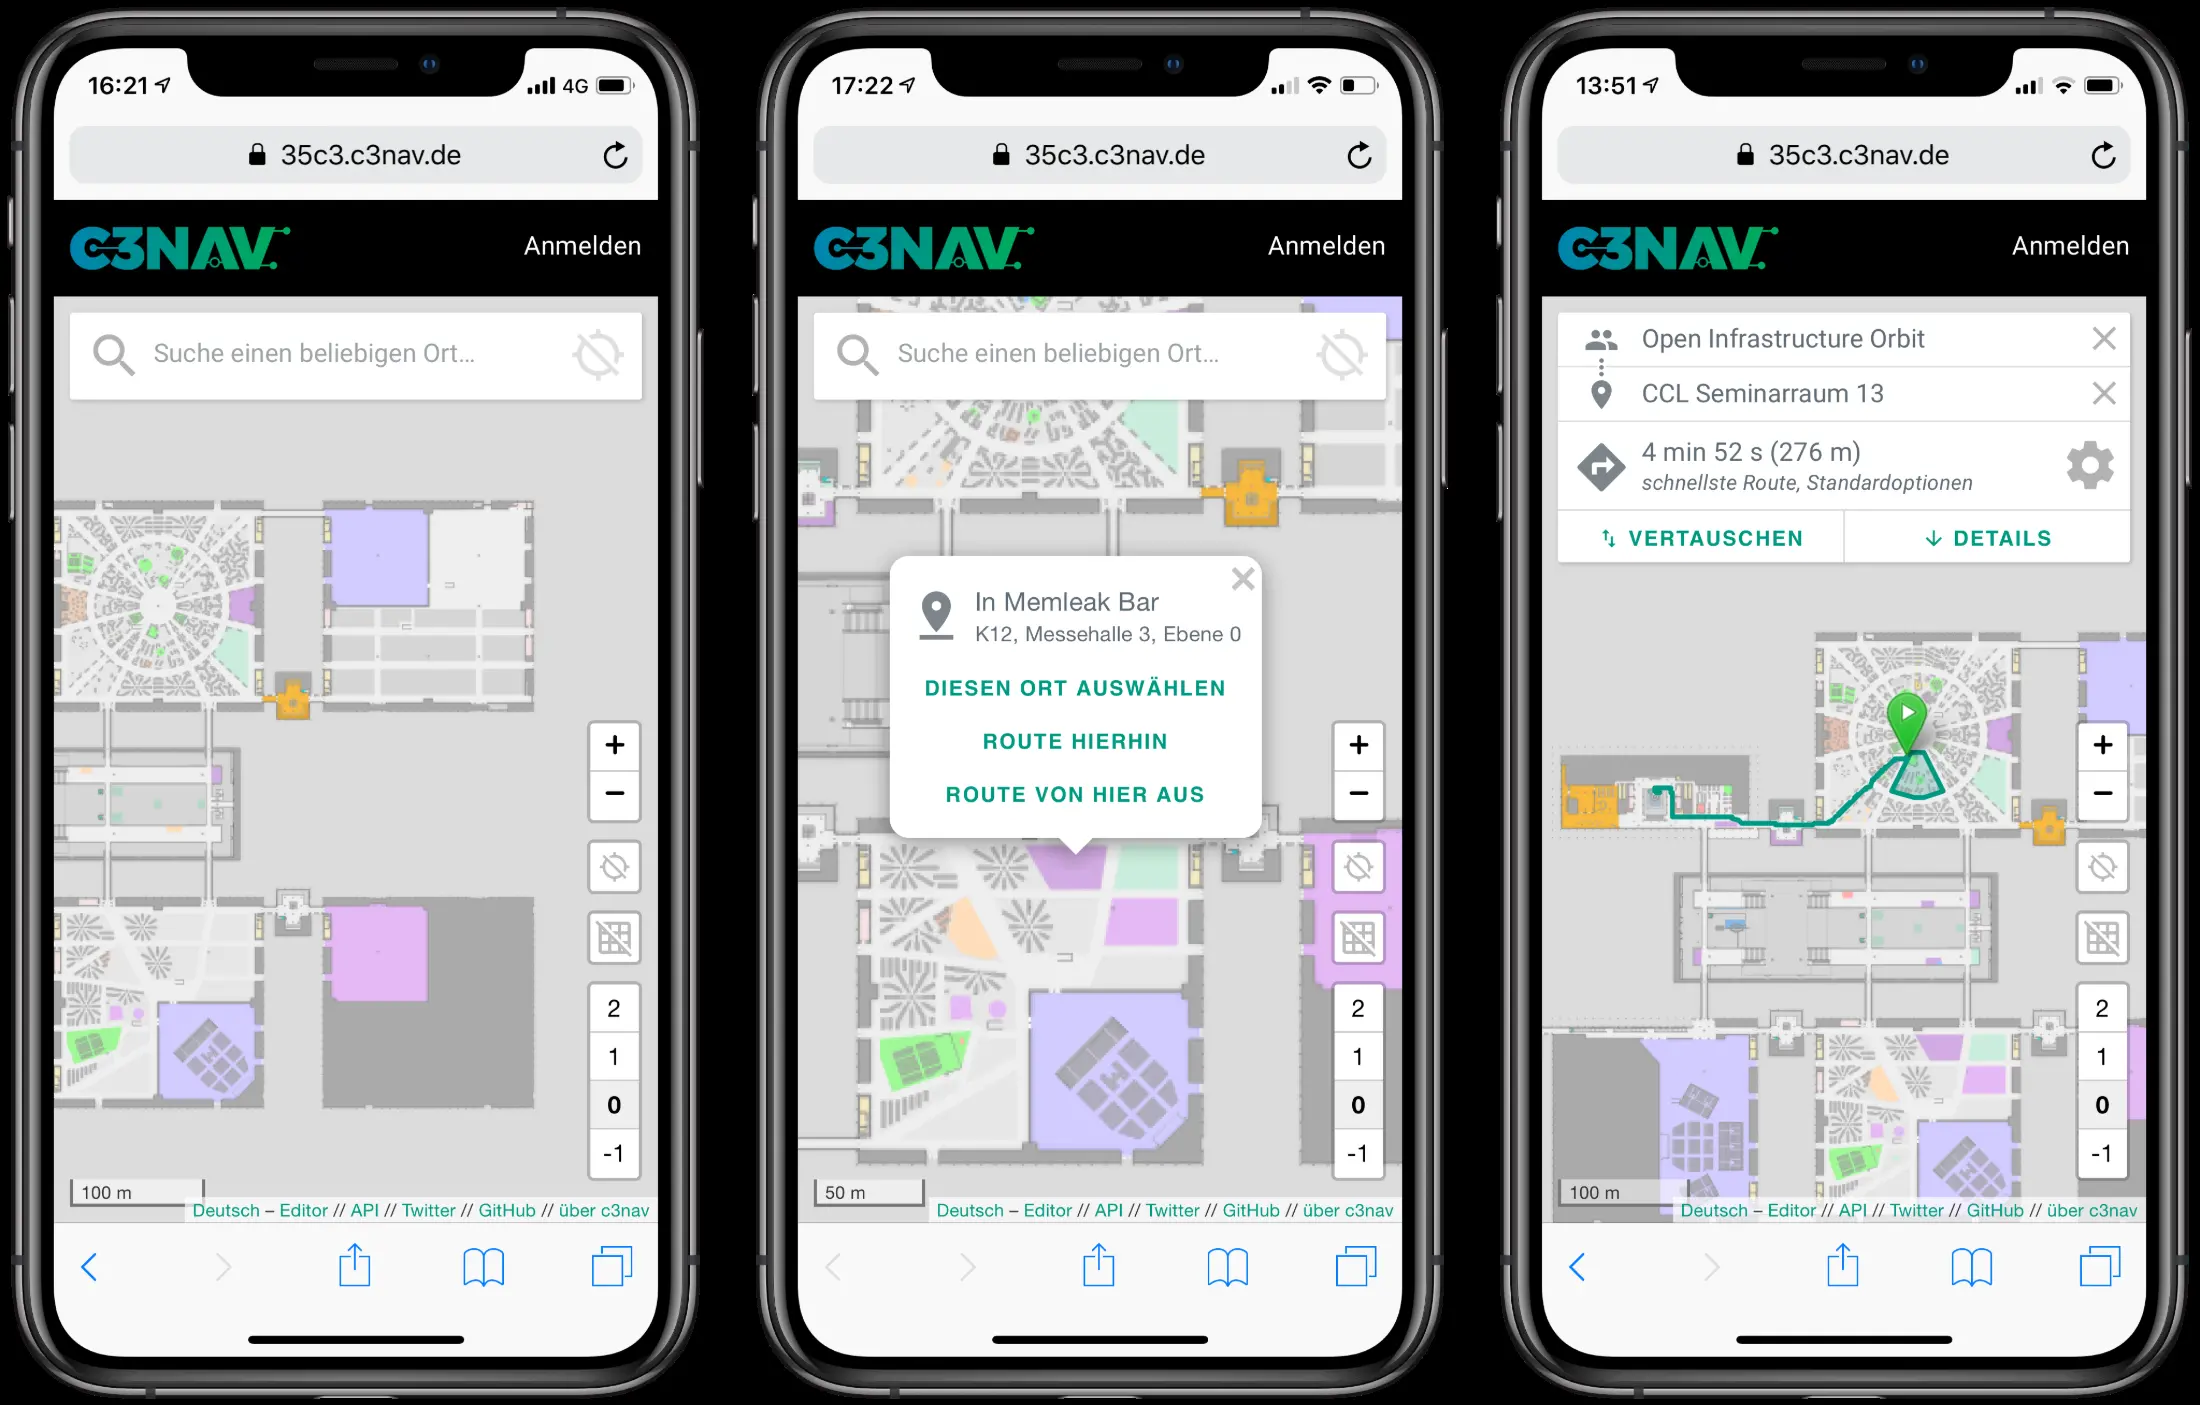 16:21
4G
35c3.c3nav.de
C3NAV
Anmelden
Suche einen beliebigen Ort...
+
−
2
1
0
-1
100 m
Deutsch – Editor // API // Twitter // GitHub // über c3nav
17:22
35c3.c3nav.de
C3NAV
Anmelden
Suche einen beliebigen Ort...
In Memleak Bar
K12, Messehalle 3, Ebene 0
DIESEN ORT AUSWÄHLEN
ROUTE HIERHIN
ROUTE VON HIER AUS
+
−
2
1
0
-1
50 m
Deutsch – Editor // API // Twitter // GitHub // über c3nav
13:51
35c3.c3nav.de
C3NAV
Anmelden
Open Infrastructure Orbit
CCL Seminarraum 13
4 min 52 s (276 m)
schnellste Route, Standardoptionen
VERTAUSCHEN
DETAILS
+
−
2
1
0
-1
100 m
Deutsch – Editor // API // Twitter // GitHub // über c3nav